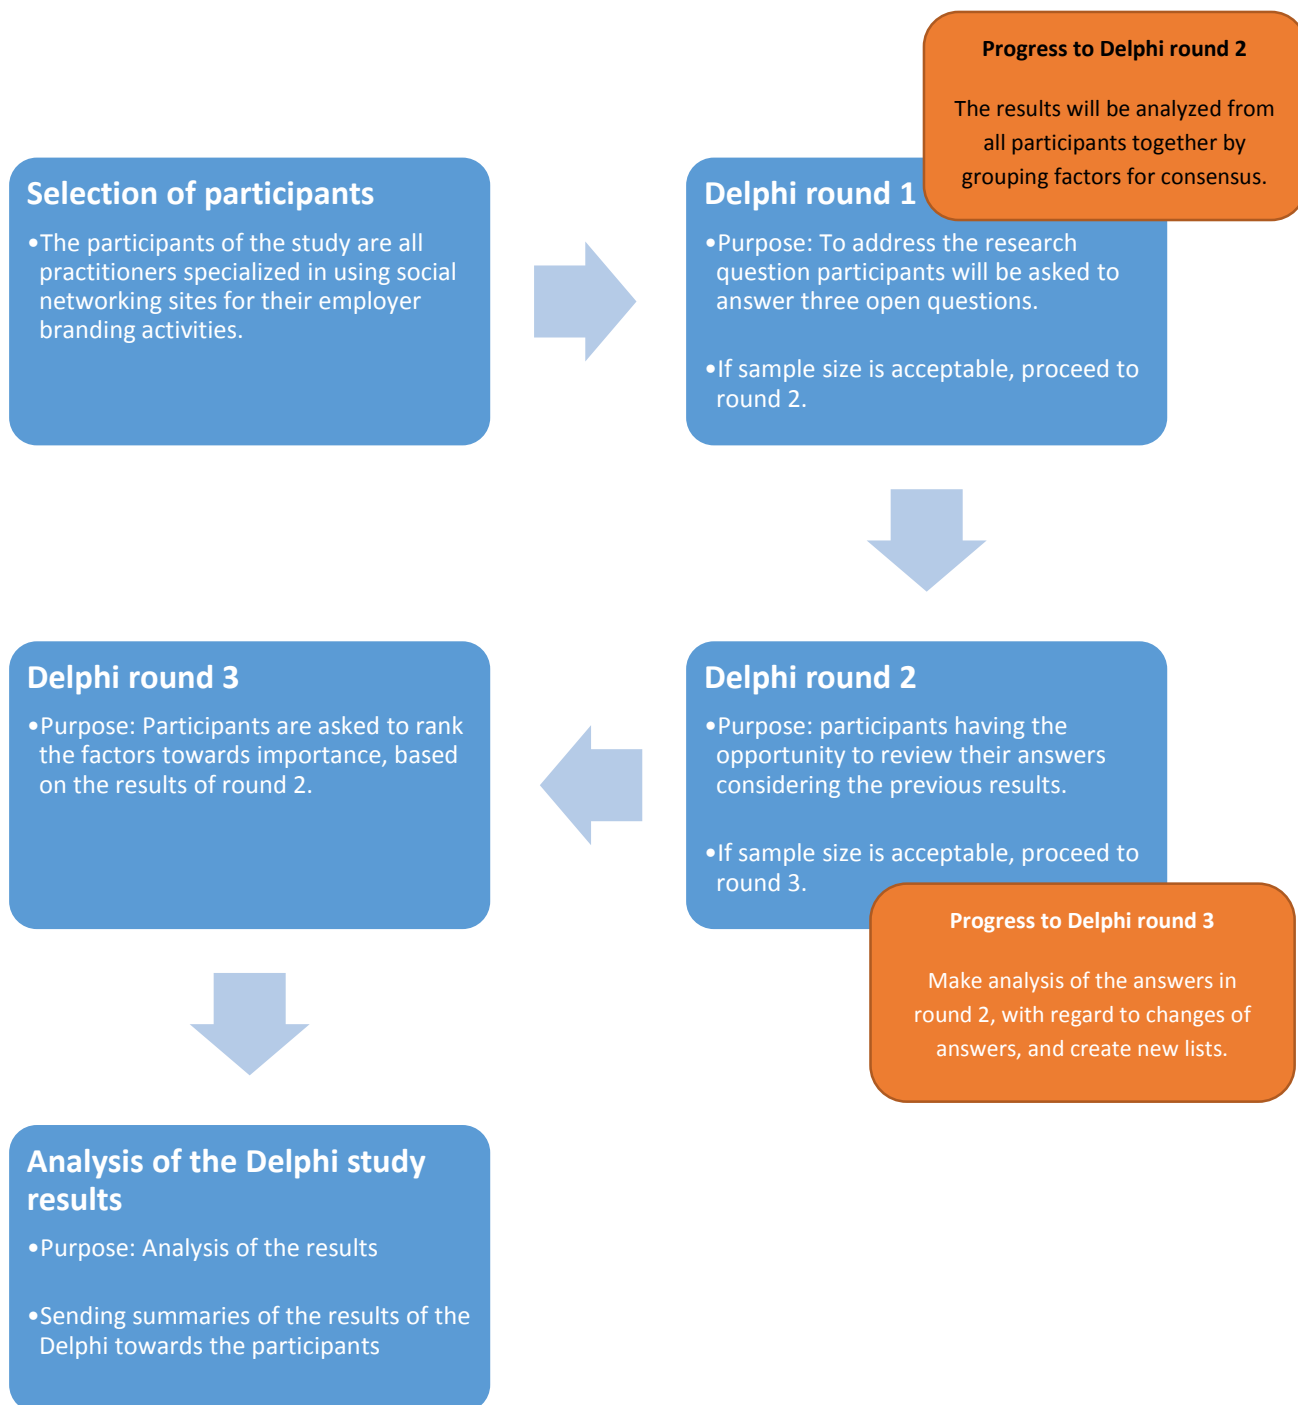 Progress to Delphi round 2
The results will be analyzed from
all participants together by
grouping factors for consensus.
Selection of participants
•The participants of the study are all
practitioners specialized in using social
networking sites for their employer
branding activities.
Delphi round 1
•Purpose: To address the research
question participants will be asked to
answer three open questions.
•If sample size is acceptable, proceed to
round 2.
Delphi round 3
•Purpose: Participants are asked to rank
the factors towards importance, based
on the results of round 2.
Delphi round 2
•Purpose: participants having the
opportunity to review their answers
considering the previous results.
•If sample size is acceptable, proceed to
round 3.
Progress to Delphi round 3
Make analysis of the answers in
round 2, with regard to changes of
answers, and create new lists.
Analysis of the Delphi study
results
•Purpose: Analysis of the results
•Sending summaries of the results of the
Delphi towards the participants